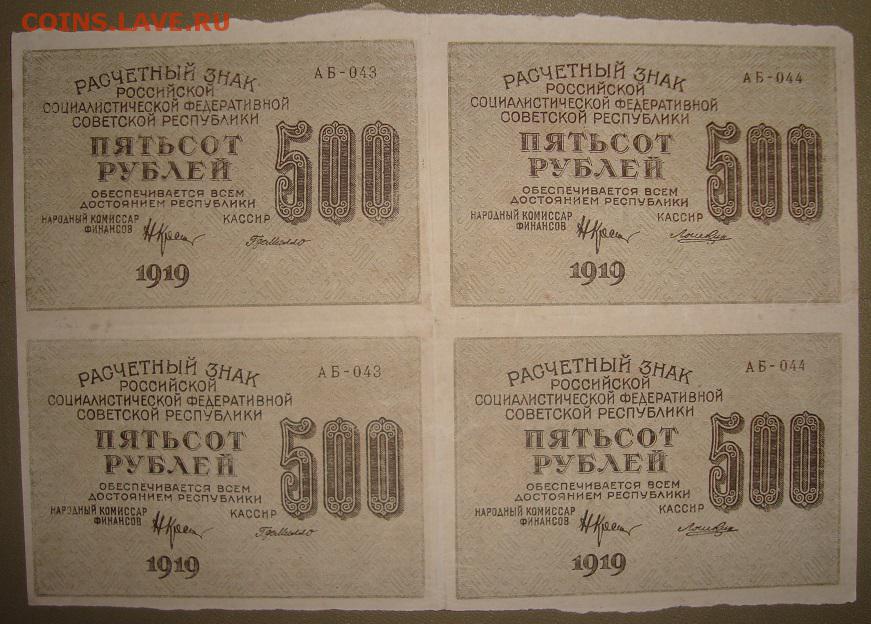 COINS.LAVE.RU
АБ-043
РАСЧЕТНЫЙ ЗНАК
РОССИЙСКОЙ
СОЦИАЛИСТИЧЕСКОЙ ФЕДЕРАТИВНОЙ
СОВЕТСКОЙ РЕСПУБЛИКИ
ПЯТЬСОТ
РУБЛЕЙ
500
ОБЕСПЕЧИВАЕТСЯ ВСЕМ
ДОСТОЯНИЕМ РЕСПУБЛИКИ
НАРОДНЫЙ КОМИССАР
ФИНАНСОВ
КАССИР
1919
АБ-044
РАСЧЕТНЫЙ ЗНАК
РОССИЙСКОЙ
СОЦИАЛИСТИЧЕСКОЙ ФЕДЕРАТИВНОЙ
СОВЕТСКОЙ РЕСПУБЛИКИ
ПЯТЬСОТ
РУБЛЕЙ
500
ОБЕСПЕЧИВАЕТСЯ ВСЕМ
ДОСТОЯНИЕМ РЕСПУБЛИКИ
НАРОДНЫЙ КОМИССАР
ФИНАНСОВ
КАССИР
1919
АБ-043
РАСЧЕТНЫЙ ЗНАК
РОССИЙСКОЙ
СОЦИАЛИСТИЧЕСКОЙ ФЕДЕРАТИВНОЙ
СОВЕТСКОЙ РЕСПУБЛИКИ
ПЯТЬСОТ
РУБЛЕЙ
500
ОБЕСПЕЧИВАЕТСЯ ВСЕМ
ДОСТОЯНИЕМ РЕСПУБЛИКИ
НАРОДНЫЙ КОМИССАР
ФИНАНСОВ
КАССИР
1919
АБ-044
РАСЧЕТНЫЙ ЗНАК
РОССИЙСКОЙ
СОЦИАЛИСТИЧЕСКОЙ ФЕДЕРАТИВНОЙ
СОВЕТСКОЙ РЕСПУБЛИКИ
ПЯТЬСОТ
РУБЛЕЙ
500
ОБЕСПЕЧИВАЕТСЯ ВСЕМ
ДОСТОЯНИЕМ РЕСПУБЛИКИ
НАРОДНЫЙ КОМИССАР
ФИНАНСОВ
КАССИР
1919